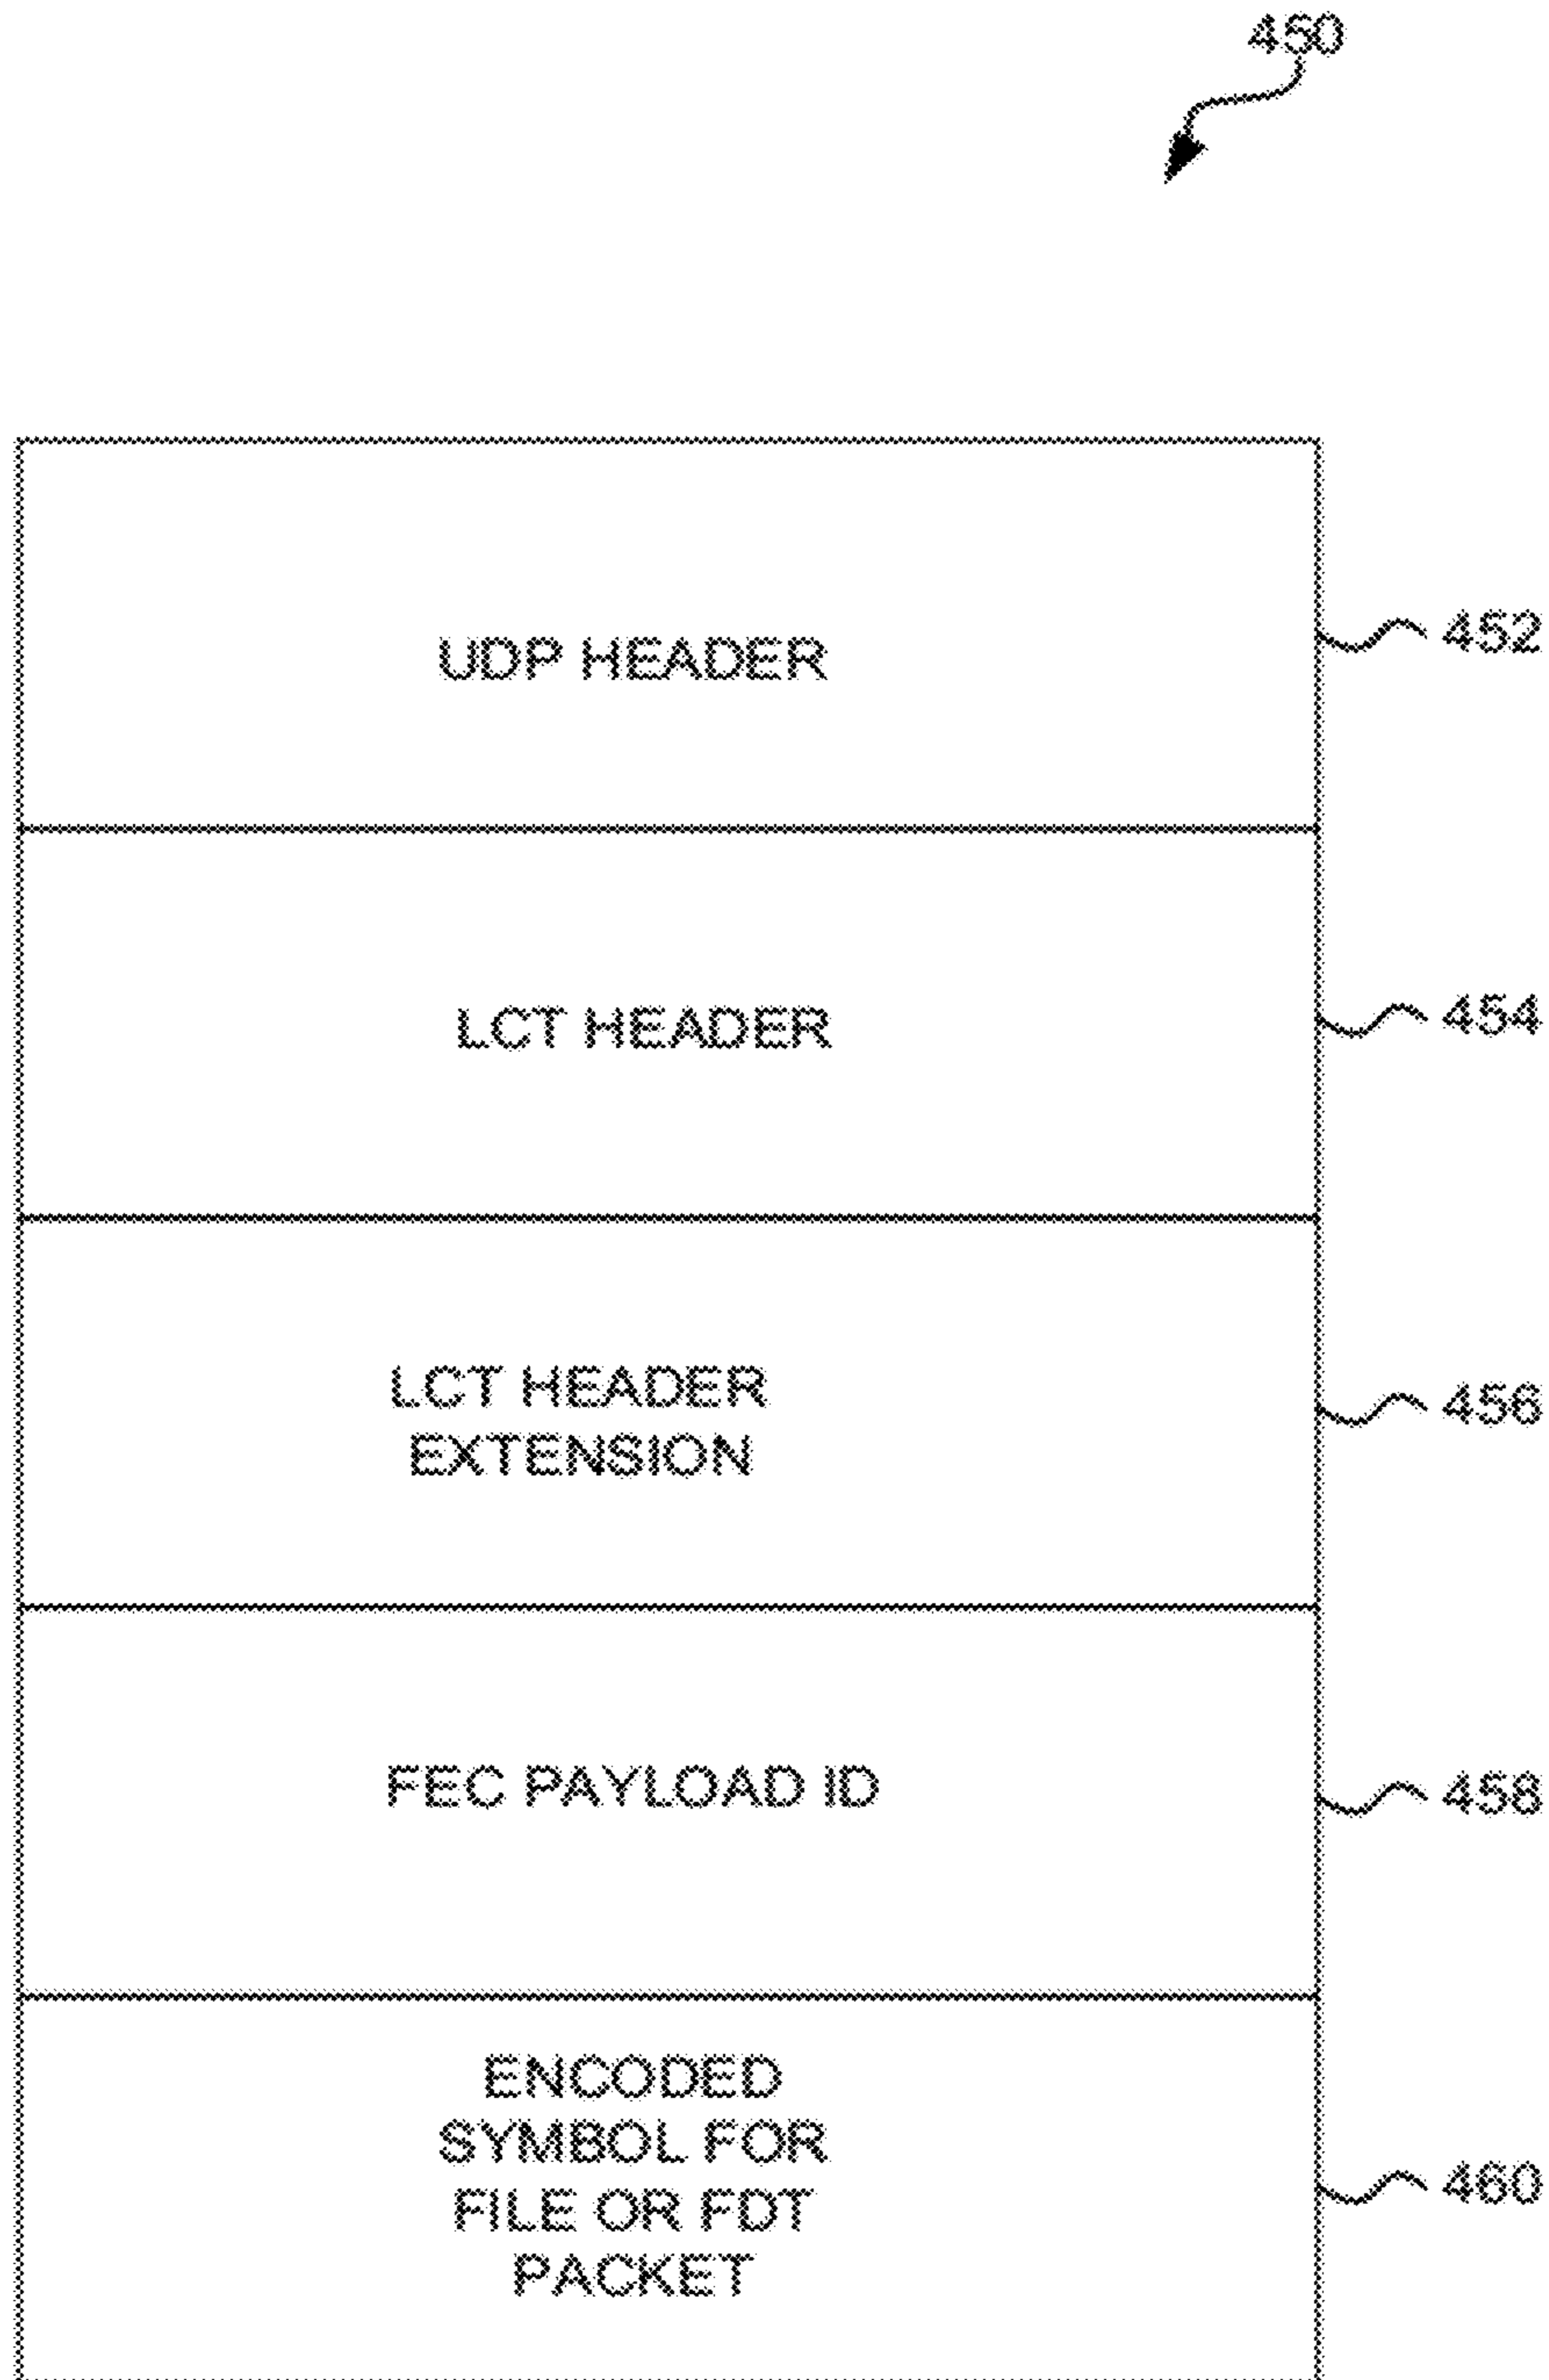 450
UDP HEADER
452
LCT HEADER
454
LCT HEADER
EXTENSION
456
FEC PAYLOAD ID
458
ENCODED
SYMBOL FOR
FILE OR FDT
PACKET
460